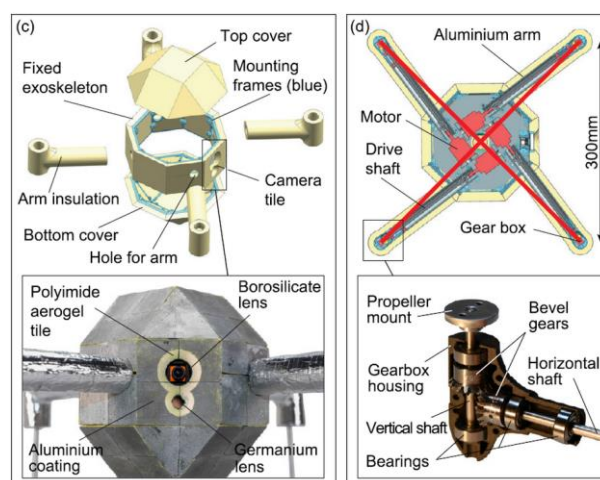 (c)
Top cover
Fixed
exoskeleton
Mounting
frames (blue)
Arm insulation
Camera
tile
Bottom cover
Hole for arm
Polyimide
aerogel
tile
Borosilicate
lens
Aluminium
coating
Germanium
lens
(d)
Aluminium arm
Motor
Drive
shaft
300mm
Gear box
Propeller
mount
Bevel
gears
Gearbox
housing
Horizontal
shaft
Vertical shaft
Bearings